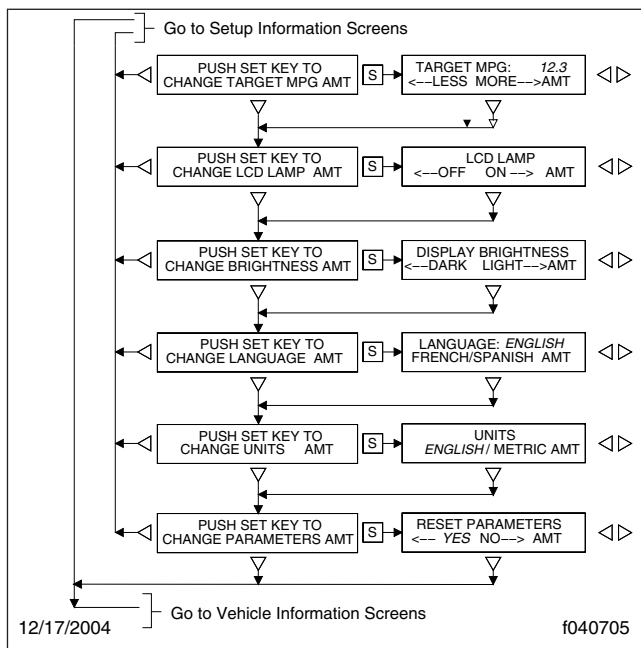 Go to Setup Information Screens
PUSH SET KEY TO
CHANGE TARGET MPG AMT
S
TARGET MPG: 12.3
<--LESS MORE-->AMT
PUSH SET KEY TO
CHANGE LCD LAMP AMT
S
LCD LAMP
<--OFF ON --> AMT
PUSH SET KEY TO
CHANGE BRIGHTNESS AMT
S
DISPLAY BRIGHTNESS
<--DARK LIGHT-->AMT
PUSH SET KEY TO
CHANGE LANGUAGE AMT
S
LANGUAGE: ENGLISH
FRENCH/SPANISH AMT
PUSH SET KEY TO
CHANGE UNITS AMT
S
UNITS
ENGLISH / METRIC AMT
PUSH SET KEY TO
CHANGE PARAMETERS AMT
S
RESET PARAMETERS
<-- YES NO--> AMT
Go to Vehicle Information Screens
12/17/2004 f040705